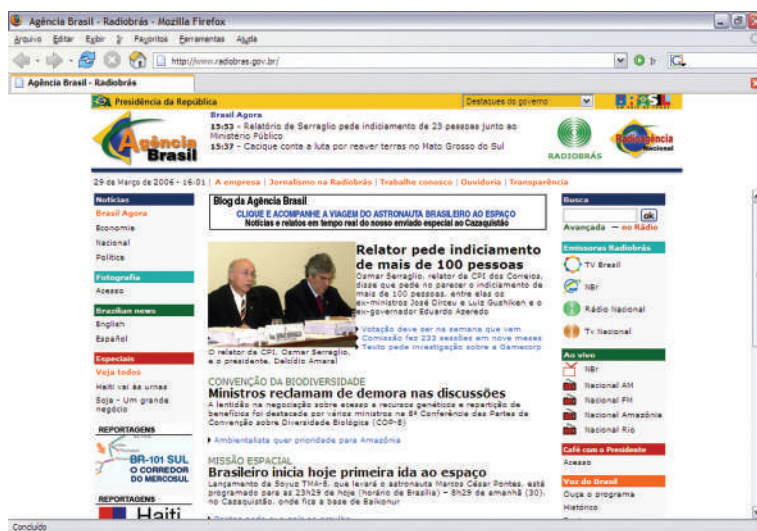 Agência Brasil - Radiobrás - Mozilla Firefox
Arquivo Editar Exibir Ir Favoritos Ferramentas Ajuda
http://www.radiobras.gov.br/
Ir
Agência Brasil - Radiobrás
Presidência da República
Destaques do governo
BRASIL
Agência Brasil
Brasil Agora
15:53 - Relatório de Serraglio pede indiciamento de 23 pessoas junto ao
Ministério Público
15:37 - Cacique conta a luta por reaver terras no Mato Grosso do Sul
RADIOBRÁS
Radioagência
Nacional
29 de Março de 2006 - 16:01 | A empresa | Jornalismo na Radiobrás | Trabalhe conosco | Ouvidoria | Transparência
Notícias
Brasil Agora
Economia
Nacional
Política
Fotografia
Acesso
Brazilian news
English
Español
Especiais
Veja todos
Haiti vai às urnas
Soja - Um grande
negócio
REPORTAGENS
BR-101 SUL
O CORREDOR
DO MERCOSUL
REPORTAGENS
Haiti
Blog da Agência Brasil
CLIQUE E ACOMPANHE A VIAGEM DO ASTRONAUTA BRASILEIRO AO ESPAÇO
Notícias e relatos em tempo real do nosso enviado especial ao Cazaquistão
Relator pede indiciamento
de mais de 100 pessoas
Osmar Serraglio, relator da CPI dos Correios,
disse que pede no parecer o indiciamento de
mais de 100 pessoas, entre elas os
ex-ministros José Dirceu e Luiz Gushiken e o
ex-governador Eduardo Azeredo
Votação deve ser na semana que vem
Comissão fez 233 sessões em nove meses
Texto pede investigação sobre a Gamecorp
O relator da CPI, Osmar Serraglio,
e o presidente, Delcídio Amaral
CONVENÇÃO DA BIODIVERSIDADE
Ministros reclamam de demora nas discussões
A lentidão na negociação sobre acesso a recursos genéticos e repartição de
benefícios foi destacada por vários ministros na 8ª Conferência das Partes da
Convenção sobre Diversidade Biológica (COP-8)
Ambientalista quer prioridade para Amazônia
MISSÃO ESPACIAL
Brasileiro inicia hoje primeira ida ao espaço
Lançamento da Soyuz TMA-8, que levará o astronauta Marcos César Pontes, está
programado para as 23h29 de hoje (horário de Brasília) – 8h29 de amanhã (30),
no Cazaquistão, onde fica a base de Baikonur
Busca
ok
Avançada — no Rádio
Emissoras Radiobrás
TV Brasil
NBr
Rádio Nacional
Tv Nacional
Ao vivo
NBr
Nacional AM
Nacional FM
Nacional Amazônia
Nacional Rio
Café com o Presidente
Acesso
Voz do Brasil
Ouça o programa
Histórico
Concluído